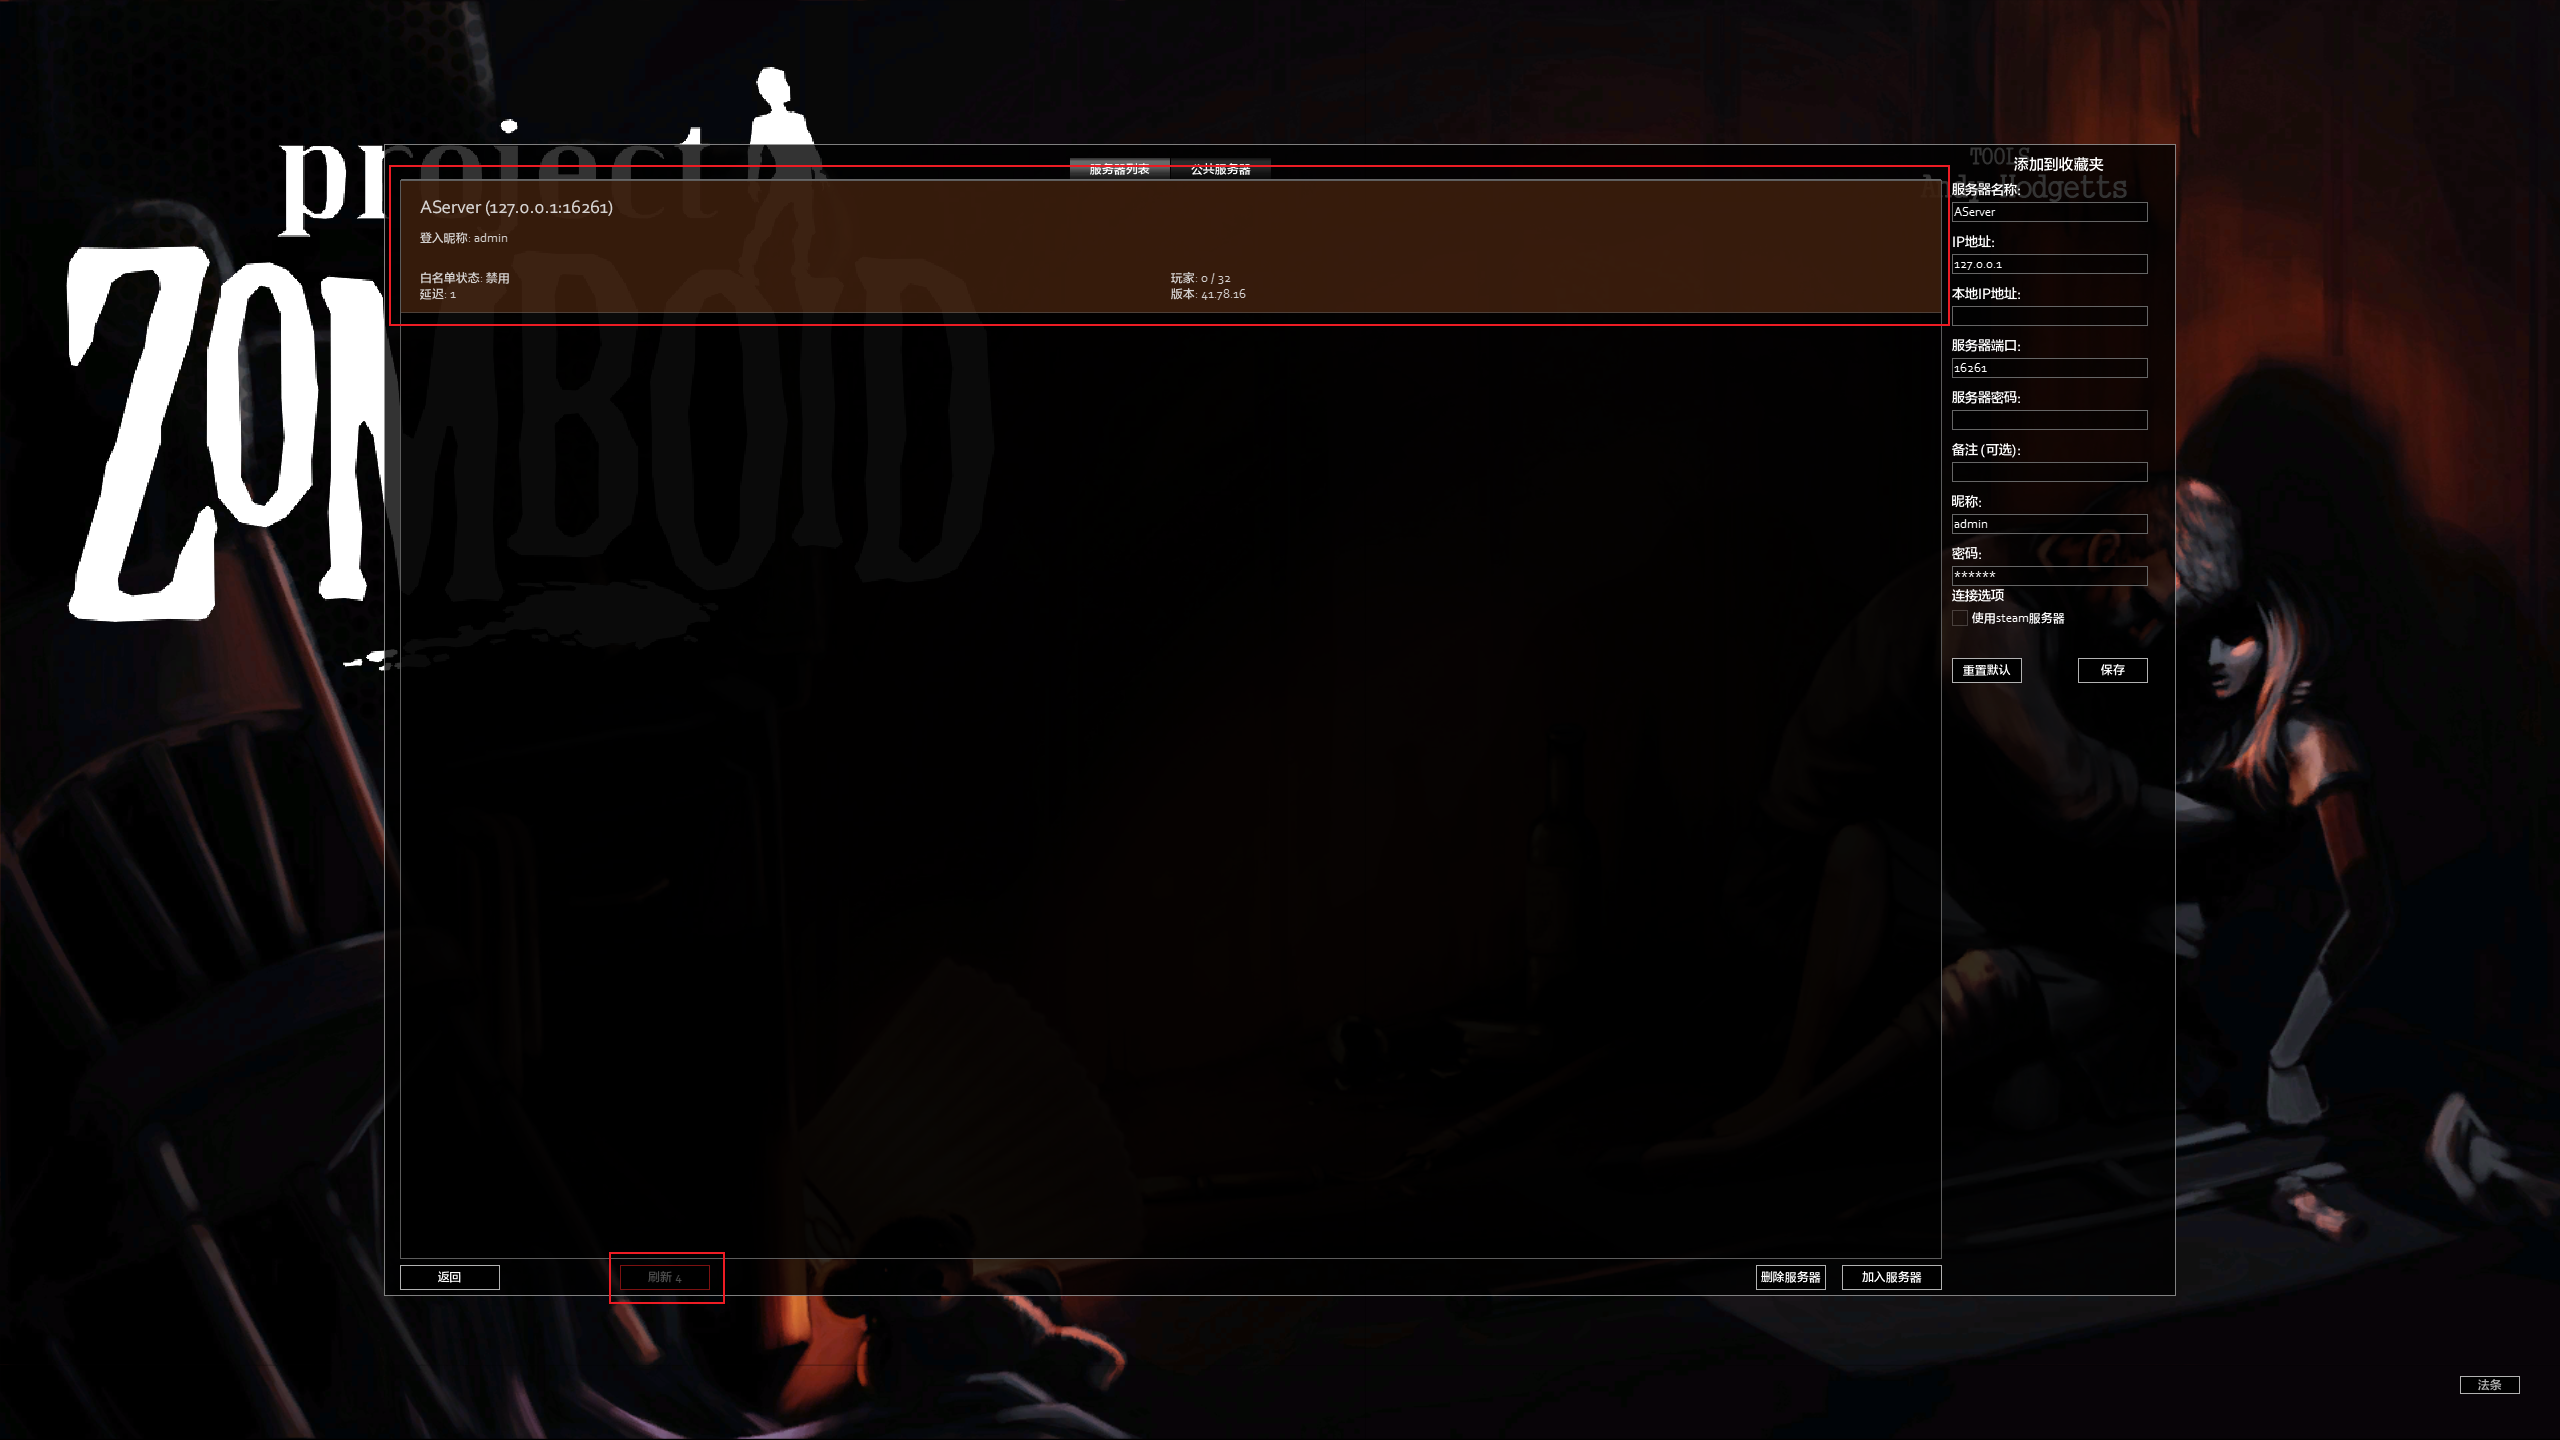 project
ZOMBOID
服务器列表 公共服务器
AServer (127.0.0.1:16261)
登入昵称: admin
白名单状态: 禁用 玩家: 0 / 32
延迟: 1 版本: 41.78.16
TOOLS
Andy Hodgetts
添加到收藏夹
服务器名称:
AServer
IP地址:
127.0.0.1
本地IP地址:
服务器端口:
16261
服务器密码:
备注 (可选):
昵称:
admin
密码:
******
连接选项
使用steam服务器
重置默认 保存
返回 刷新 4 删除服务器 加入服务器
法条